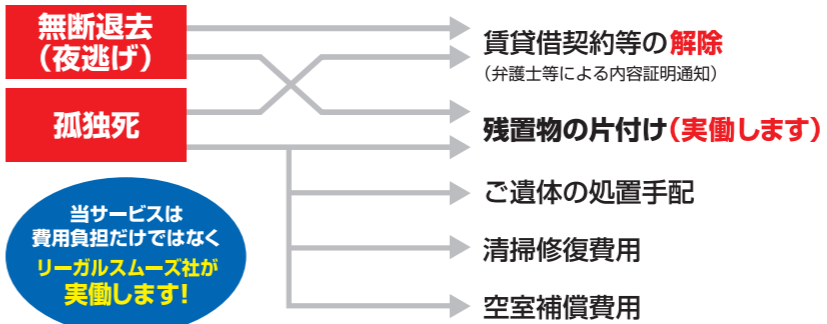 無断退去
（夜逃げ）
孤独死
賃貸借契約等の解除
（弁護士等による内容証明通知）
残置物の片付け（実働します）
ご遺体の処置手配
清掃修復費用
空室補償費用
当サービスは
費用負担だけではなく
リーガルスムーズ社が
実働します！